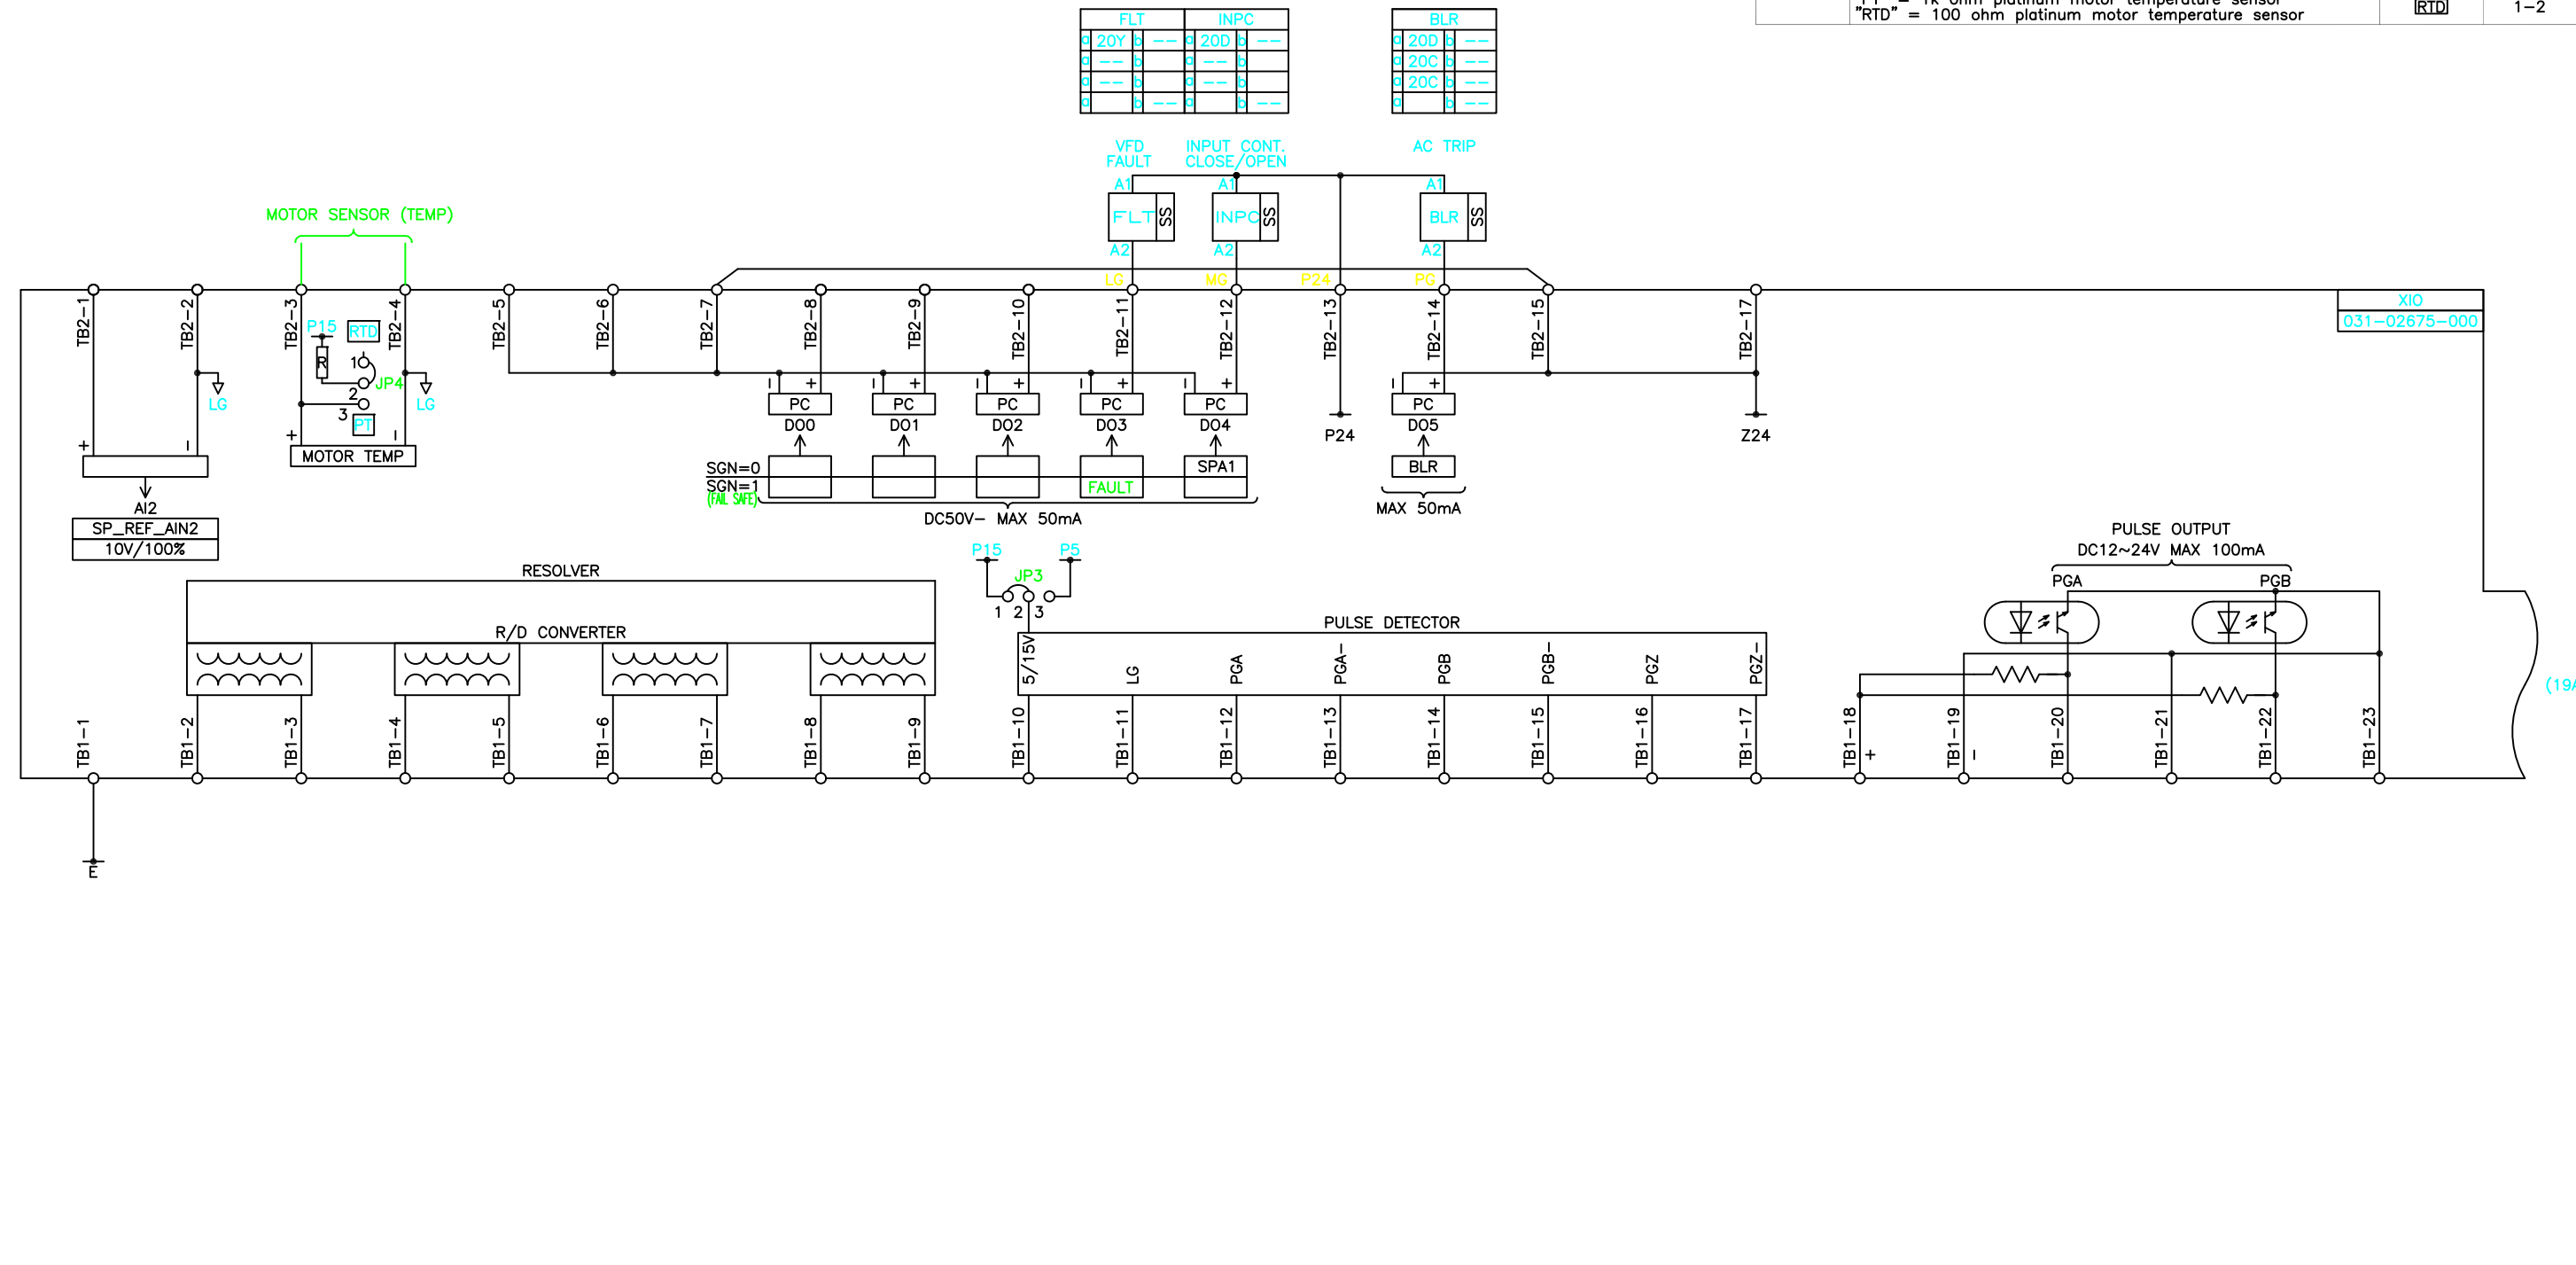 "RTD" = 100 ohm platinum motor temperature sensor
RTD
1-2
FLT INPC
a 20Y b -- a 20D b --
a -- b a -- b
a -- b a -- b
a b -- a b --
BLR
a 20D b --
a 20C b --
a 20C b --
a b --
VFD
FAULT
INPUT CONT.
CLOSE/OPEN
AC TRIP
A1 A1 A1
FLT SS
INPC SS
BLR SS
A2 A2 A2
MOTOR SENSOR (TEMP)
LG MG P24 PG
TB2-1
TB2-2
TB2-3
TB2-4
TB2-5
TB2-6
TB2-7
TB2-8
TB2-9
TB2-10
TB2-11
TB2-12
TB2-13
TB2-14
TB2-15
TB2-17
XIO
031-02675-000
P15
RTD
R
1
JP4
2
3
PT
LG
LG
+ -
+ -
MOTOR TEMP
- + - + - + - + - + - +
PC PC PC PC PC PC
DO0 DO1 DO2 DO3 DO4 DO5
P24
Z24
SGN=0
SPA1
BLR
SGN=1
FAULT
(FAIL SAFE)
DC50V- MAX 50mA
MAX 50mA
AI2
SP_REF_AIN2
10V/100%
RESOLVER
R/D CONVERTER
P15
P5
JP3
1 2 3
PULSE DETECTOR
5/15V
LG
PGA
PGA-
PGB
PGB-
PGZ
PGZ-
PULSE OUTPUT
DC12~24V MAX 100mA
PGA
PGB
TB1-1
TB1-2
TB1-3
TB1-4
TB1-5
TB1-6
TB1-7
TB1-8
TB1-9
TB1-10
TB1-11
TB1-12
TB1-13
TB1-14
TB1-15
TB1-16
TB1-17
TB1-18
+
TB1-19
-
TB1-20
TB1-21
TB1-22
TB1-23
E